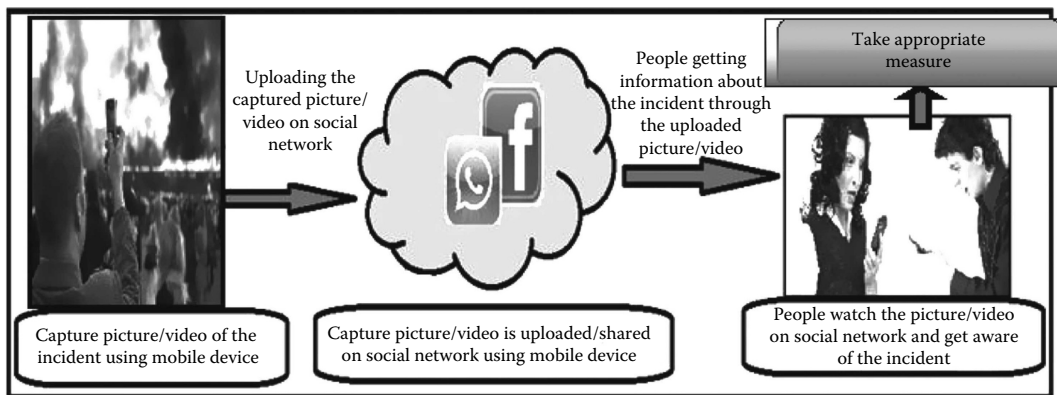 Uploading the
captured picture/
video on social
network
People getting
information about
the incident through
the uploaded
picture/video
Take appropriate
measure
Capture picture/video of the
incident using mobile device
Capture picture/video is uploaded/shared
on social network using mobile device
People watch the picture/video
on social network and get aware
of the incident